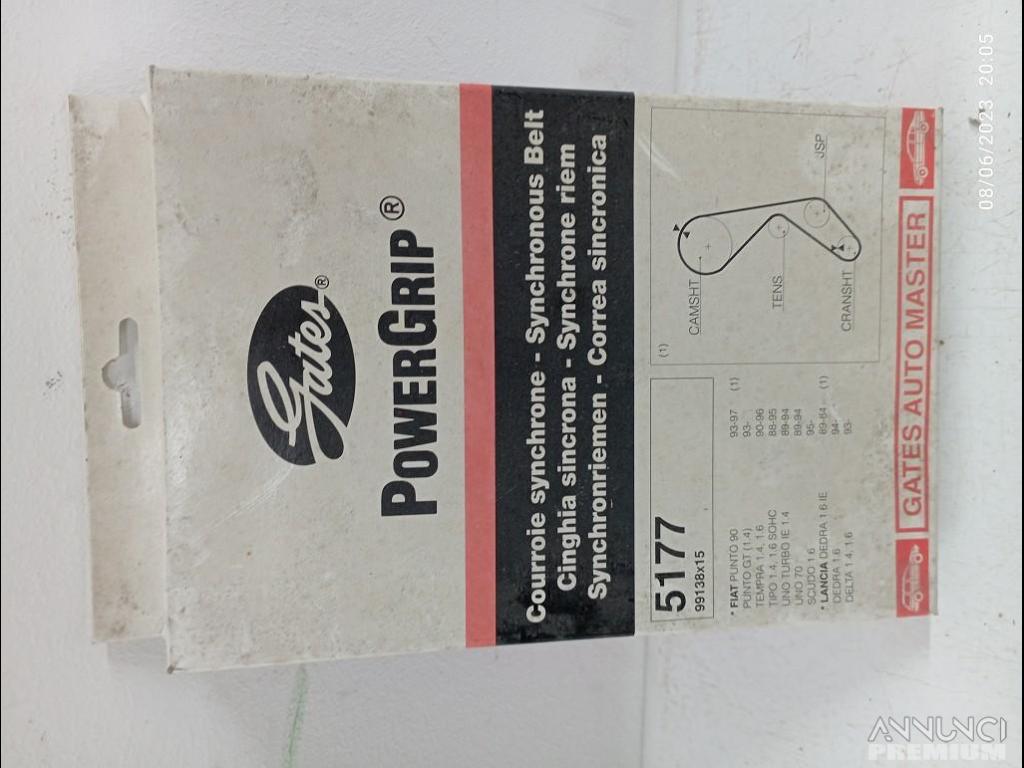 Gates®
POWERGRIP®
Courroie synchrone - Synchronous Belt
Cinghia sincrona - Synchrone riem
Synchronriemen - Correa sincronica
5177
99138x15
* FIAT PUNTO 90 93-97 (1)
PUNTO GT (1.4) 93-
TEMPRA 1.4, 1.6 90-96
TIPO 1.4, 1.6 SOHC 88-95
UNO TURBO IE 1.4 89-94
UNO 70 89-94
SCUDO 1.6 95-
* LANCIA DEDRA 1.6 IE 89-84 (1)
DEDRA 1.6 94-
DELTA 1.4, 1.6 93-
(1)
CAMSHT
TENS
JSP
CRANSHT
GATES AUTO MASTER
08/06/2023 20:05
ANNUNCI
PREMIUM